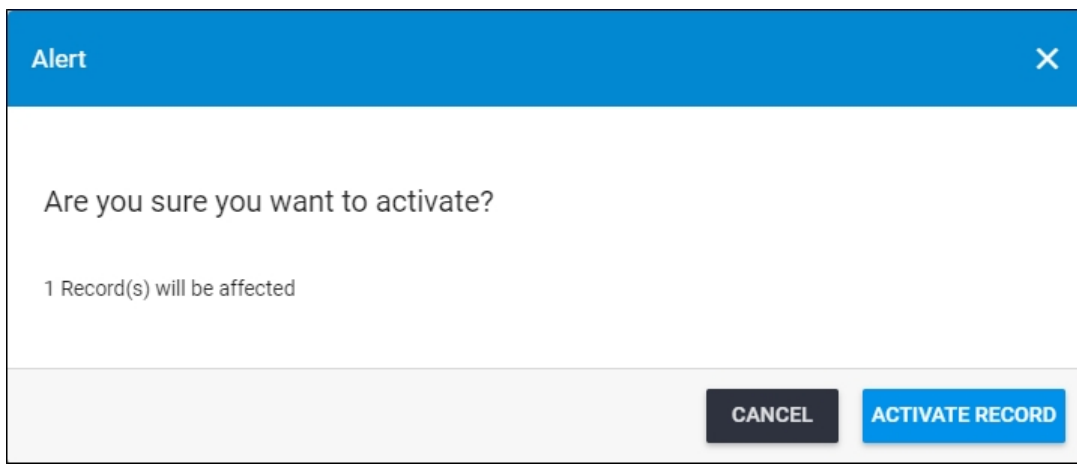 Alert
Are you sure you want to activate?
1 Record(s) will be affected
CANCEL
ACTIVATE RECORD